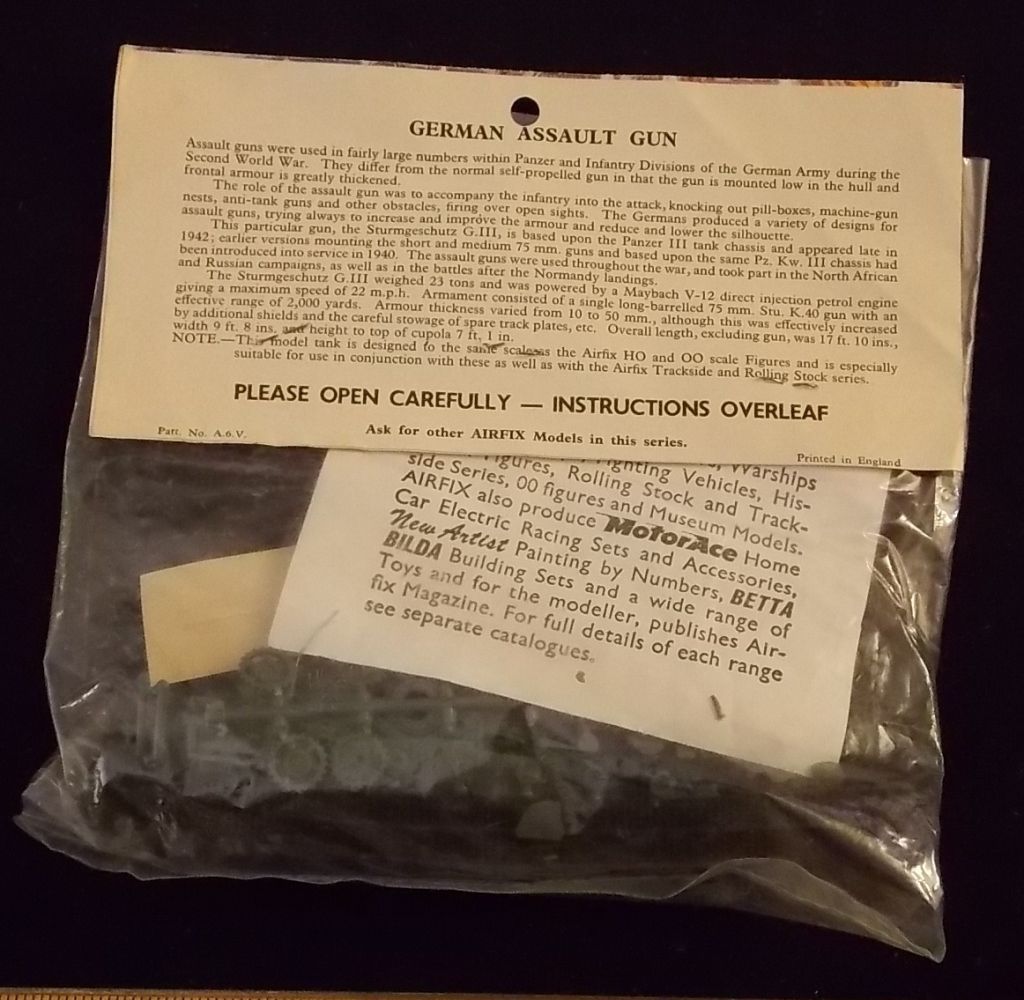 GERMAN ASSAULT GUN
Assault guns were used in fairly large numbers within Panzer and Infantry Divisions of the German Army during the
Second World War. They differ from the normal self-propelled gun in that the gun is mounted low in the hull and
frontal armour is greatly thickened.
The role of the assault gun was to accompany the infantry into the attack, knocking out pill-boxes, machine-gun
nests, anti-tank guns and other obstacles, firing over open sights. The Germans produced a variety of designs for
assault guns, trying always to increase and improve the armour and reduce and lower the silhouette.
This particular gun, the Sturmgeschutz G.III, is based upon the Panzer III tank chassis and appeared late in
1942; earlier versions mounting the short and medium 75 mm. guns and based upon the same Pz. Kw. III chassis had
been introduced into service in 1940. The assault guns were used throughout the war, and took part in the North African
and Russian campaigns, as well as in the battles after the Normandy landings.
The Sturmgeschutz G.III weighed 23 tons and was powered by a Maybach V-12 direct injection petrol engine
giving a maximum speed of 22 m.p.h. Armament consisted of a single long-barrelled 75 mm. Stu. K.40 gun with an
effective range of 2,000 yards. Armour thickness varied from 10 to 50 mm., although this was effectively increased
by additional shields and the careful stowage of spare track plates, etc. Overall length, excluding gun, was 17 ft. 10 ins.,
width 9 ft. 8 ins. and height to top of cupola 7 ft. 1 in.
NOTE.—This model tank is designed to the same scale as the Airfix HO and OO scale Figures and is especially
suitable for use in conjunction with these as well as with the Airfix Trackside and Rolling Stock series.
PLEASE OPEN CAREFULLY — INSTRUCTIONS OVERLEAF
Ask for other AIRFIX Models in this series.
Part. No. A.6.V.
Printed in England
Fighting Vehicles, Warships
figures, Rolling Stock and Track-
side Series, 00 figures and Museum Models.
AIRFIX also produce MotorAce Home
Car Electric Racing Sets and Accessories,
New Artist Painting by Numbers, BETTA
BILDA Building Sets and a wide range of
Toys and for the modeller, publishes Air-
fix Magazine. For full details of each range
see separate catalogues.